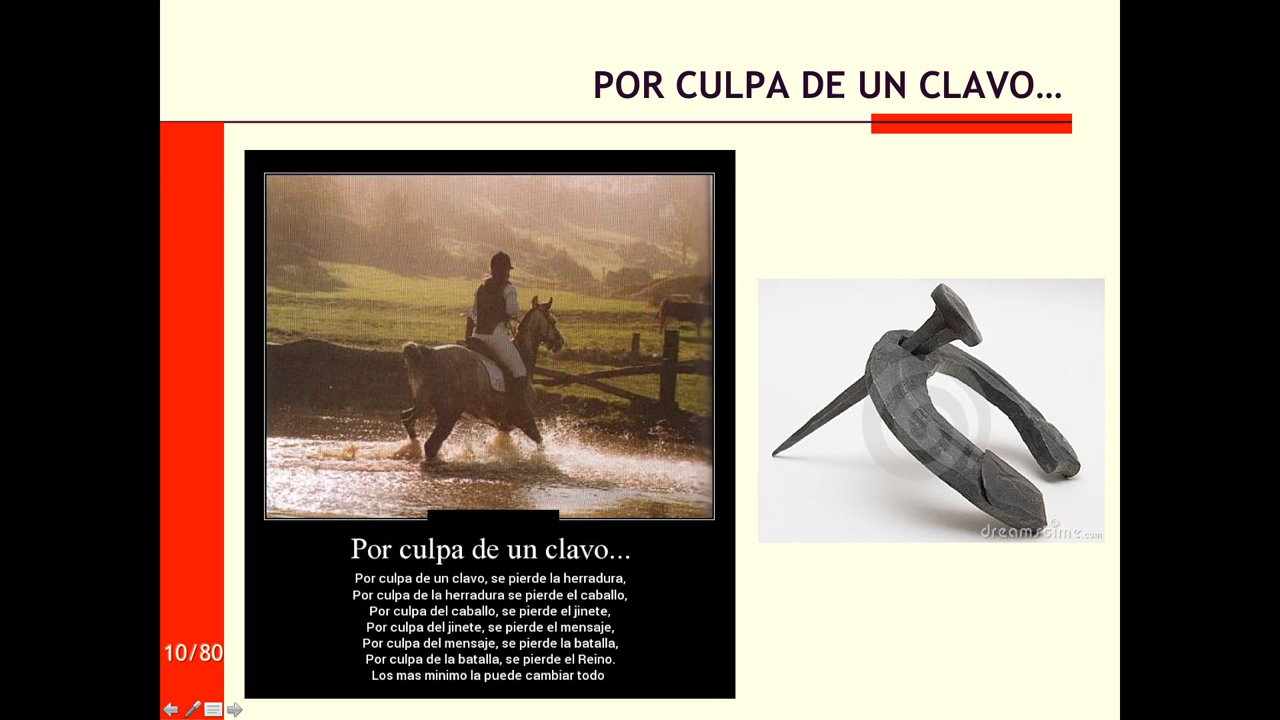 POR CULPA DE UN CLAVO...
Por culpa de un clavo...
Por culpa de un clavo, se pierde la herradura,
Por culpa de la herradura se pierde el caballo,
Por culpa del caballo, se pierde el jinete,
Por culpa del jinete, se pierde el mensaje,
Por culpa del mensaje, se pierde la batalla,
Por culpa de la batalla, se pierde el Reino.
Los mas minimo la puede cambiar todo
dreamstime.com
10/80